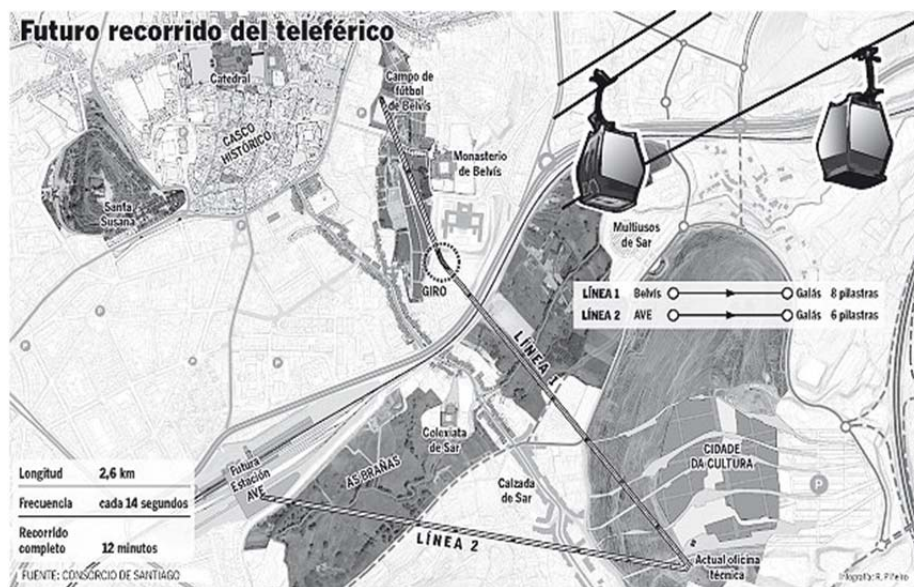 Futuro recorrido del teleférico
Catedral
Campo de
fútbol
de Belvís
CASCO
HISTÓRICO
Monasterio
de Belvís
Santa
Susana
Multiusos
de Sar
GIRO
LÍNEA 1 Belvís Galás 8 pilastras
LÍNEA 2 AVE Galás 6 pilastras
LÍNEA 1
Colexiata
de Sar
CIDADE
DA CULTURA
P
Futura
Estación
AVE
AS BRAÑAS
Calzada
de Sar
Longitud 2,6 km
Frecuencia cada 14 segundos
Recorrido
completo 12 minutos
LÍNEA 2
Actual oficina
técnica
FUENTE: CONSORCIO DE SANTIAGO
Infografía: R. Piñeiro